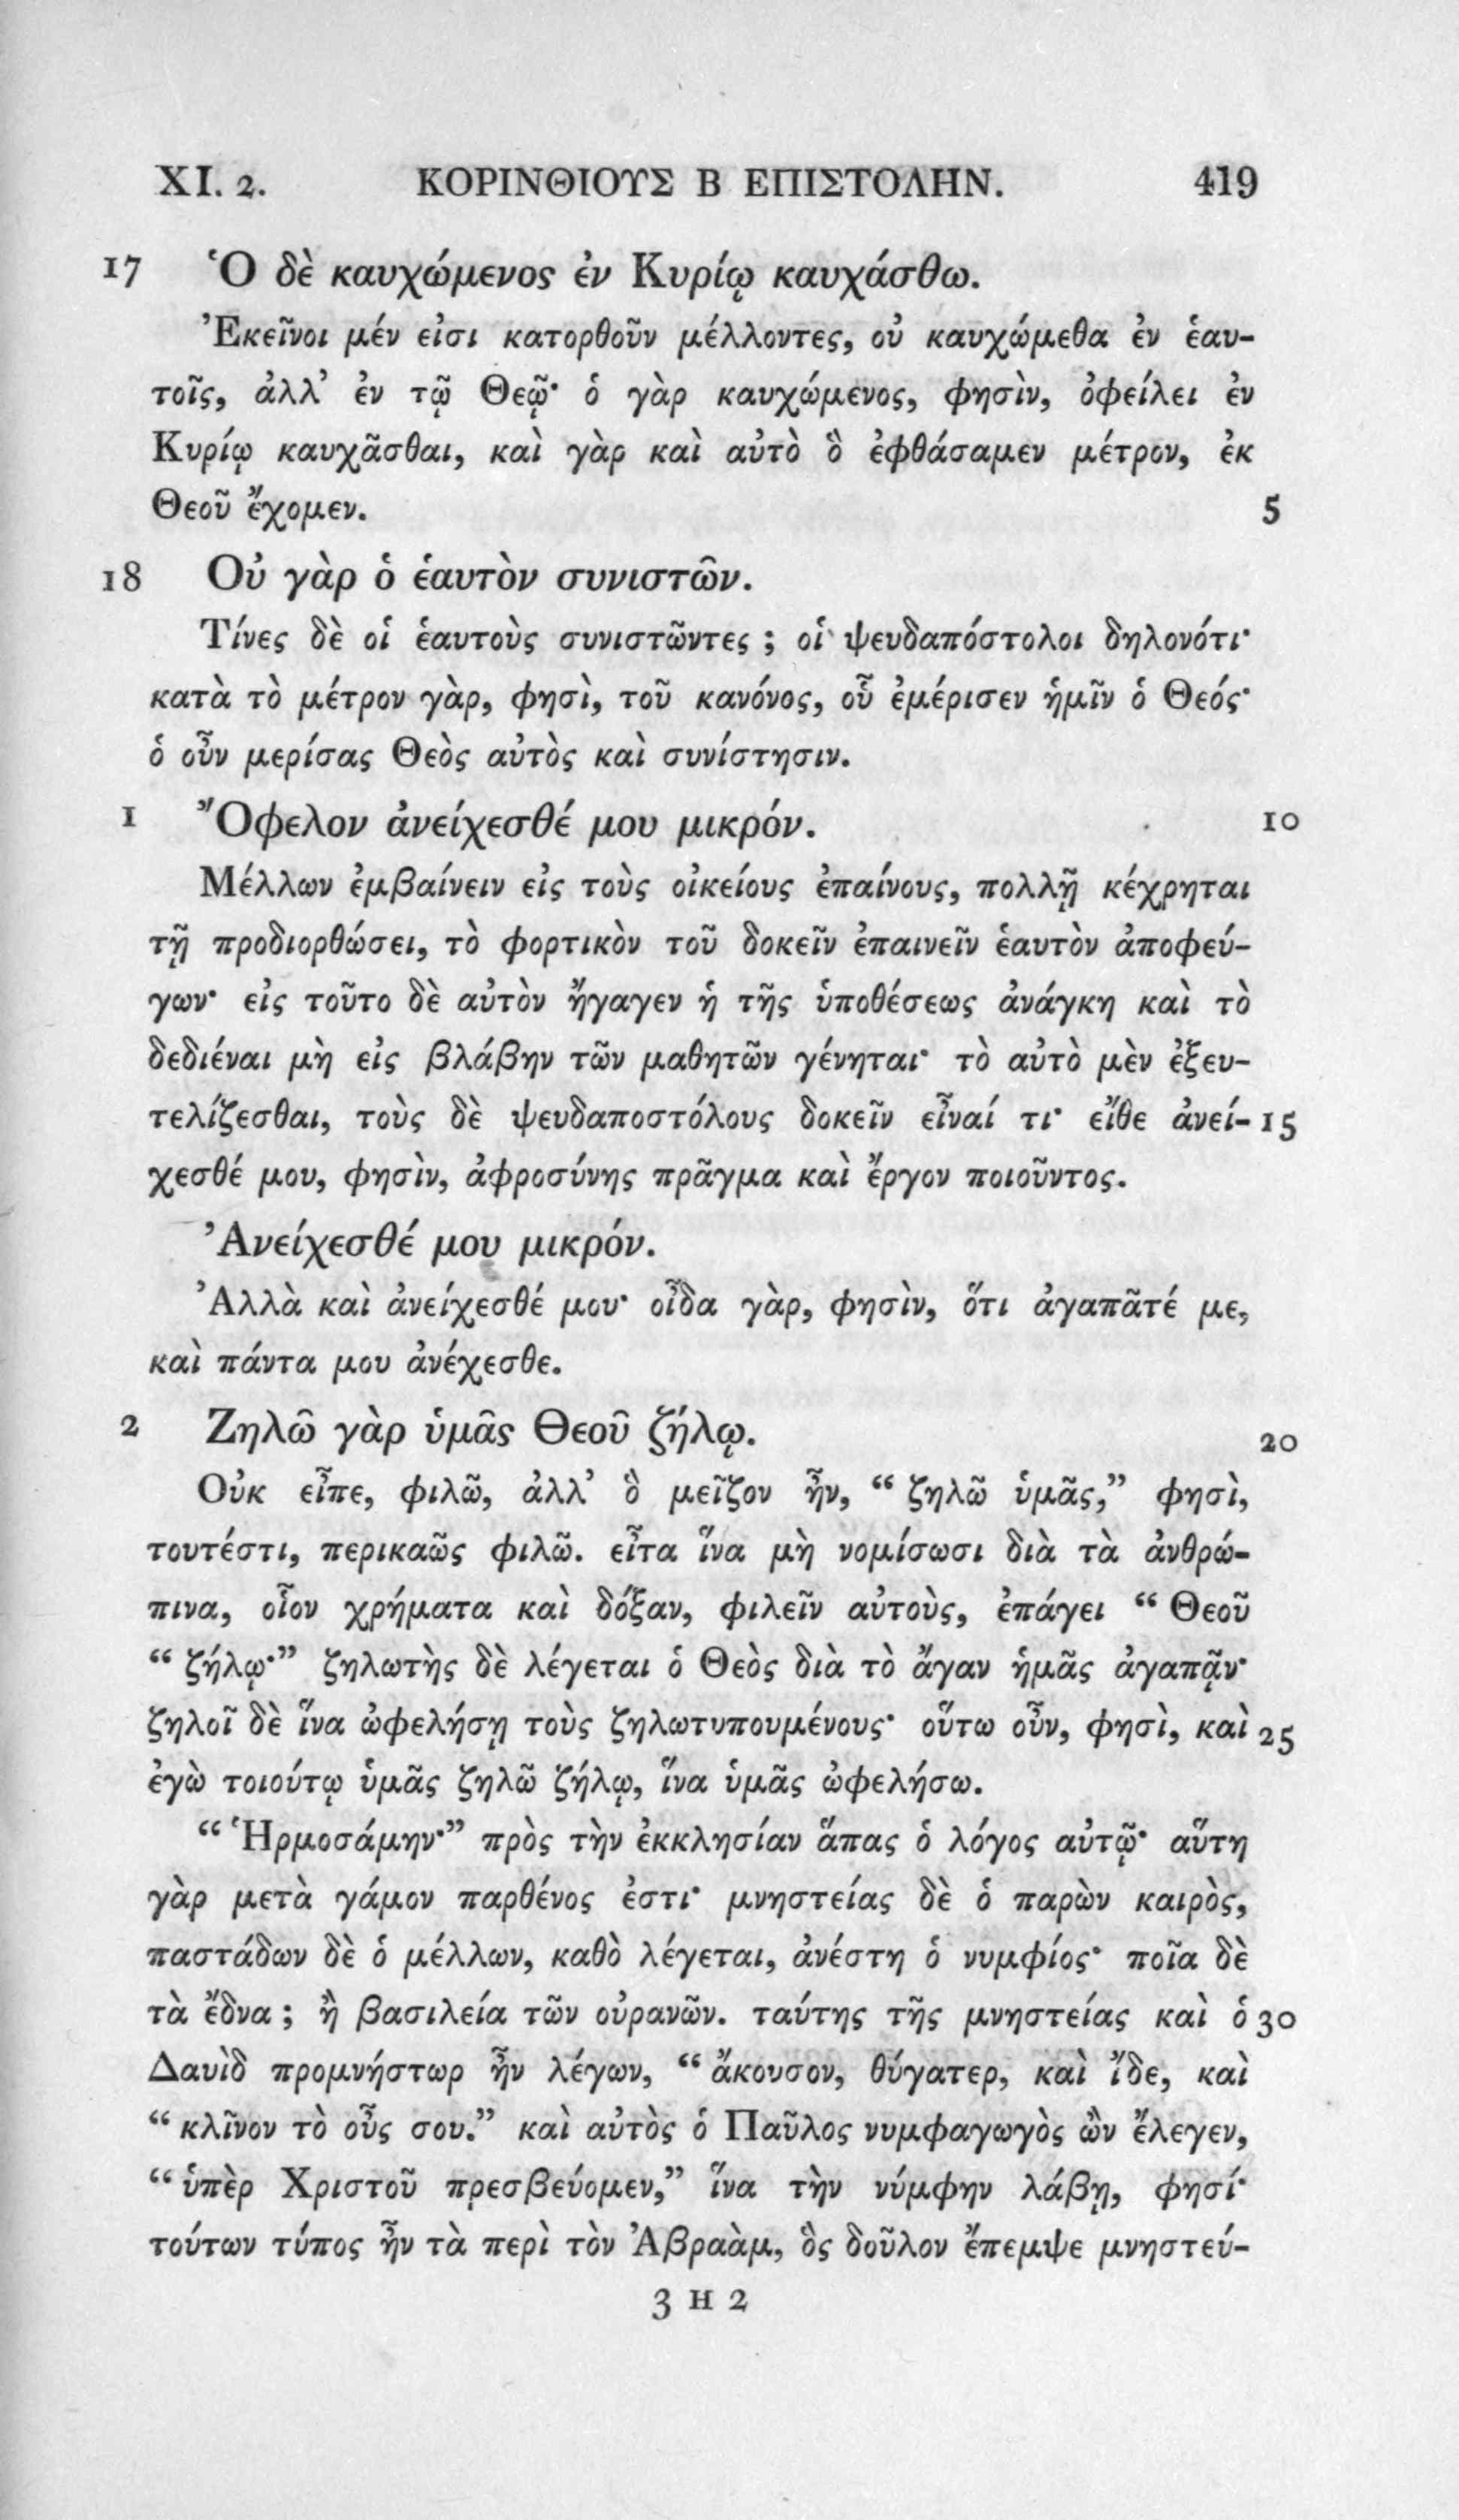 XI. 2. ΚΟΡΙΝΘΙΟΥΣ Β ΕΠΙΣΤΟΛΗΝ. 419
17 Ὁ δὲ καυχώμενος ἐν Κυρίῳ καυχάσθω.
Ἐκεῖνοι μέν εἰσι κατορθοῦν μέλλοντες, οὐ καυχώμεθα ἐν ἑαυ-
τοῖς, ἀλλ’ ἐν τῷ Θεῷ· ὁ γὰρ καυχώμενος, φησὶν, ὀφείλει ἐν
Κυρίῳ καυχᾶσθαι, καὶ γὰρ καὶ αὐτὸ ὃ ἐφθάσαμεν μέτρον, ἐκ
Θεοῦ ἔχομεν. 5
18 Οὐ γὰρ ὁ ἑαυτὸν συνιστῶν.
Τίνες δὲ οἱ ἑαυτοὺς συνιστῶντες ; οἱ ψευδαπόστολοι δηλονότι·
κατὰ τὸ μέτρον γὰρ, φησὶ, τοῦ κανόνος, οὗ ἐμέρισεν ἡμῖν ὁ Θεός·
ὁ οὖν μερίσας Θεὸς αὐτὸς καὶ συνίστησιν.
1 Ὄφελον ἀνείχεσθέ μου μικρόν. 10
Μέλλων ἐμβαίνειν εἰς τοὺς οἰκείους ἐπαίνους, πολλῇ κέχρηται
τῇ προδιορθώσει, τὸ φορτικὸν τοῦ δοκεῖν ἐπαινεῖν ἑαυτὸν ἀποφεύ-
γων· εἰς τοῦτο δὲ αὐτὸν ἤγαγεν ἡ τῆς ὑποθέσεως ἀνάγκη καὶ τὸ
δεδιέναι μὴ εἰς βλάβην τῶν μαθητῶν γένηται· τὸ αὐτὸ μὲν ἐξευ-
τελίζεσθαι, τοὺς δὲ ψευδαποστόλους δοκεῖν εἶναί τι· εἴθε ἀνεί- 15
χεσθέ μου, φησὶν, ἀφροσύνης πρᾶγμα καὶ ἔργον ποιοῦντος.
Ἀνείχεσθέ μου μικρόν.
Ἀλλὰ καὶ ἀνείχεσθέ μου· οἶδα γὰρ, φησὶν, ὅτι ἀγαπᾶτέ με,
καὶ πάντα μου ἀνέχεσθε.
2 Ζηλῶ γὰρ ὑμᾶς Θεοῦ ζήλῳ. 20
Οὐκ εἶπε, φιλῶ, ἀλλ’ ὃ μεῖζον ἦν, “ ζηλῶ ὑμᾶς,” φησὶ,
τουτέστι, περικαῶς φιλῶ. εἶτα ἵνα μὴ νομίσωσι διὰ τὰ ἀνθρώ-
πινα, οἷον χρήματα καὶ δόξαν, φιλεῖν αὐτοὺς, ἐπάγει “ Θεοῦ
“ ζήλῳ·” ζηλωτὴς δὲ λέγεται ὁ Θεὸς διὰ τὸ ἄγαν ἡμᾶς ἀγαπᾷν·
ζηλοῖ δὲ ἵνα ὠφελήσῃ τοὺς ζηλωτυπουμένους· οὕτω οὖν, φησὶ, καὶ 25
ἐγὼ τοιούτῳ ὑμᾶς ζηλῶ ζήλῳ, ἵνα ὑμᾶς ὠφελήσω.
“ Ἡρμοσάμην·” πρὸς τὴν ἐκκλησίαν ἅπας ὁ λόγος αὐτῷ· αὕτη
γὰρ μετὰ γάμον παρθένος ἐστι· μνηστείας δὲ ὁ παρὼν καιρὸς,
παστάδων δὲ ὁ μέλλων, καθὸ λέγεται, ἀνέστη ὁ νυμφίος· ποῖα δὲ
τὰ ἔδνα ; ἢ βασιλεία τῶν οὐρανῶν. ταύτης τῆς μνηστείας καὶ ὁ 30
Δαυὶδ προμνήστωρ ἦν λέγων, “ ἄκουσον, θύγατερ, καὶ ἴδε, καὶ
“ κλῖνον τὸ οὖς σου.” καὶ αὐτὸς ὁ Παῦλος νυμφαγωγὸς ὢν ἔλεγεν,
“ ὑπὲρ Χριστοῦ πρεσβεύομεν,” ἵνα τὴν νύμφην λάβῃ, φησί·
τούτων τύπος ἦν τὰ περὶ τὸν Ἀβραὰμ, ὃς δοῦλον ἔπεμψε μνηστεύ-
3 H 2